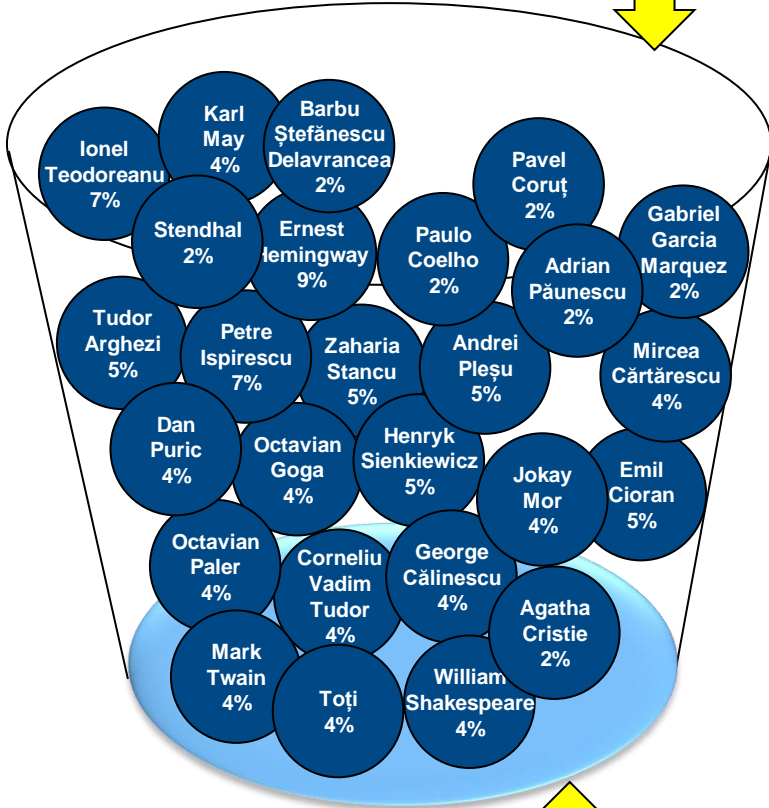 Karl
May
4%
Barbu
Ștefănescu
Delavrancea
2%
Ionel
Teodoreanu
7%
Pavel
Coruț
2%
Stendhal
2%
Ernest
Hemingway
9%
Paulo
Coelho
2%
Gabriel
Garcia
Marquez
2%
Adrian
Păunescu
2%
Tudor
Arghezi
5%
Petre
Ispirescu
7%
Zaharia
Stancu
5%
Andrei
Pleșu
5%
Mircea
Cărtărescu
4%
Dan
Puric
4%
Octavian
Goga
4%
Henryk
Sienkiewicz
5%
Jokay
Mor
4%
Emil
Cioran
5%
Octavian
Paler
4%
Corneliu
Vadim
Tudor
4%
George
Călinescu
4%
Agatha
Cristie
2%
Mark
Twain
4%
Toți
4%
William
Shakespeare
4%